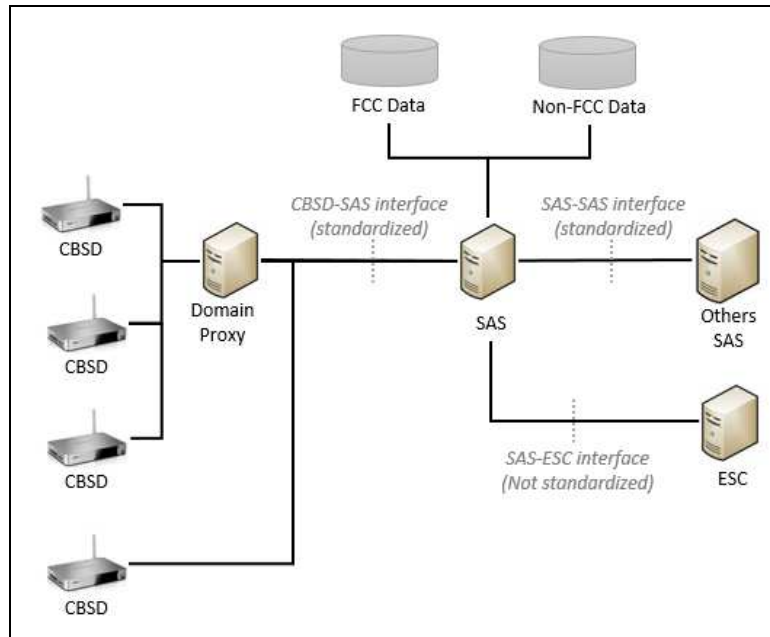 FCC Data
Non-FCC Data
CBSD-SAS interface
(standardized)
SAS-SAS interface
(standardized)
CBSD
Domain
Proxy
SAS
Others
SAS
CBSD
CBSD
SAS-ESC interface
(Not standardized)
ESC
CBSD